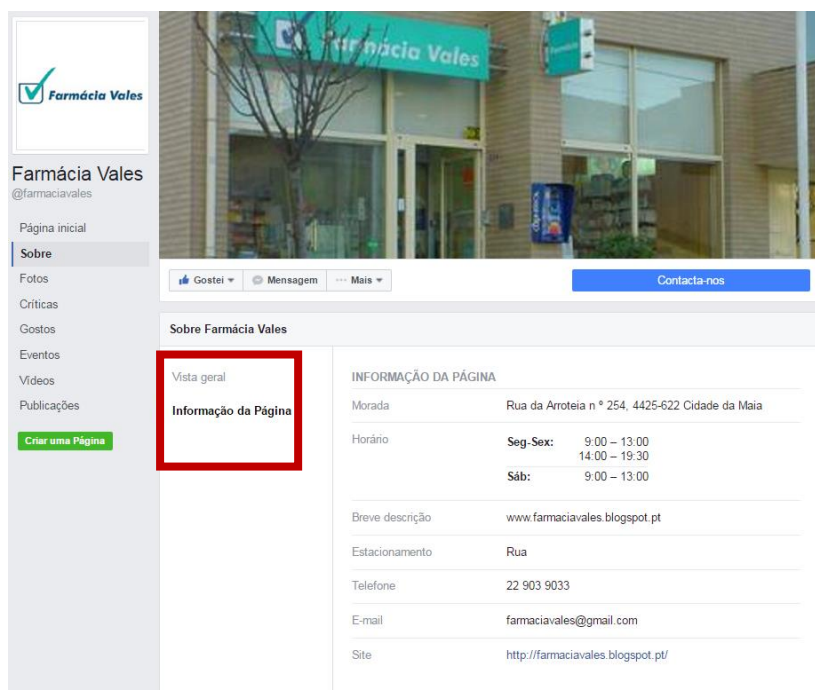 Farmácia Vales
Farmácia Vales
Farmácia Vales
@farmaciavales
Página inicial
Sobre
Fotos
Críticas
Gostos
Eventos
Vídeos
Publicações
Criar uma Página
Gostei
Mensagem
Mais
Contacta-nos
Sobre Farmácia Vales
Vista geral
Informação da Página
INFORMAÇÃO DA PÁGINA
Morada Rua da Arroteia n º 254, 4425-622 Cidade da Maia
Horário Seg-Sex: 9:00 – 13:00
14:00 – 19:30
Sáb: 9:00 – 13:00
Breve descrição www.farmaciavales.blogspot.pt
Estacionamento Rua
Telefone 22 903 9033
E-mail farmaciavales@gmail.com
Site http://farmaciavales.blogspot.pt/